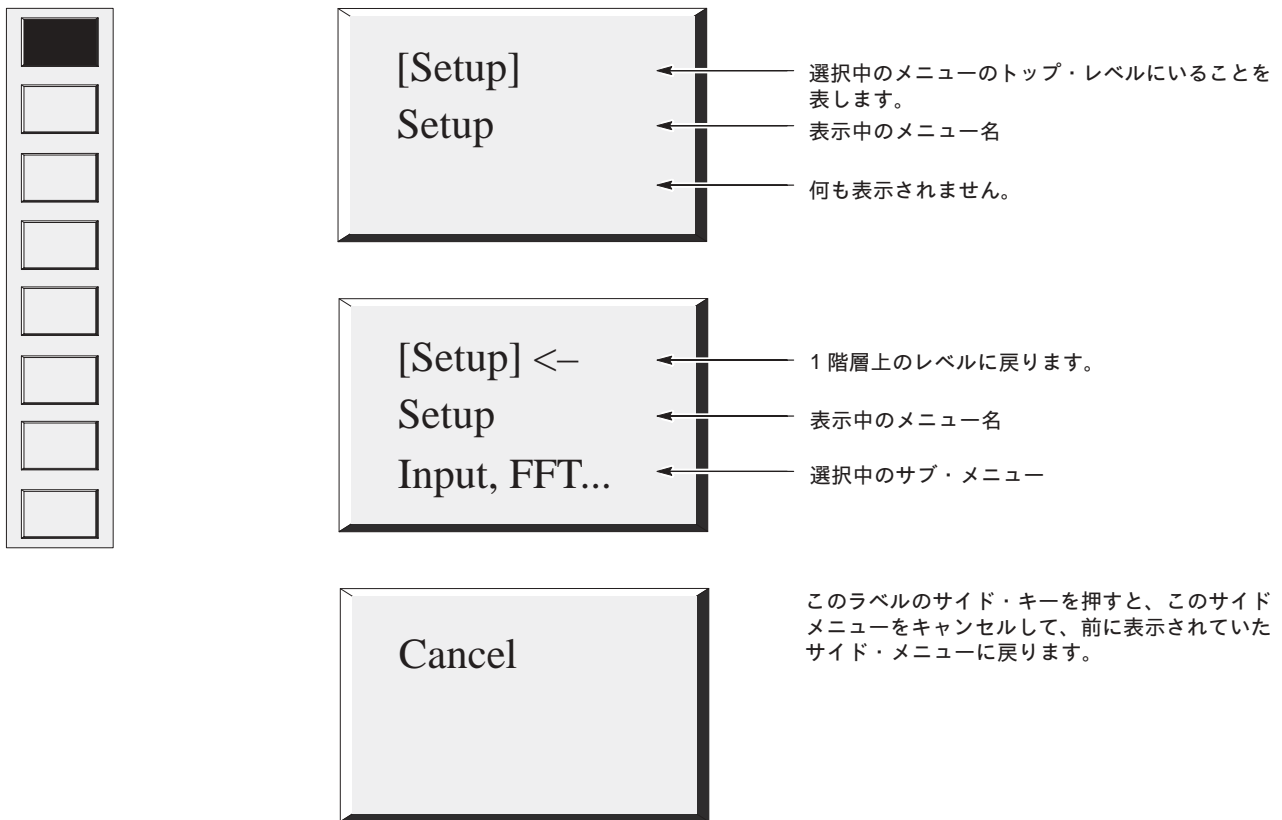 [Setup]
Setup
選択中のメニューのトップ・レベルにいることを
表します。
表示中のメニュー名
何も表示されません。
[Setup] <–
Setup
Input, FFT...
1 階層上のレベルに戻ります。
表示中のメニュー名
選択中のサブ・メニュー
Cancel
このラベルのサイド・キーを押すと、このサイド
メニューをキャンセルして、前に表示されていた
サイド・メニューに戻ります。